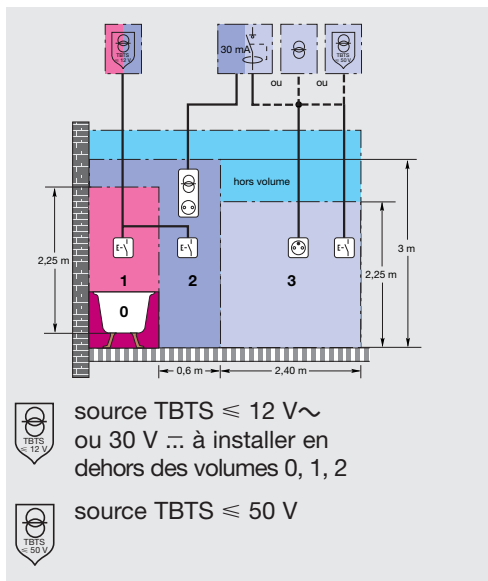 TBTS
≤ 12 V
30 mA
TBTS
≤ 50 V
ou
ou
hors volume
2,25 m
1
2
3
0
2,25 m
3 m
0,6 m
2,40 m
TBTS
≤ 12 V
source TBTS ≤ 12 V~
ou 30 V ⎓ à installer en
dehors des volumes 0, 1, 2
TBTS
≤ 50 V
source TBTS ≤ 50 V